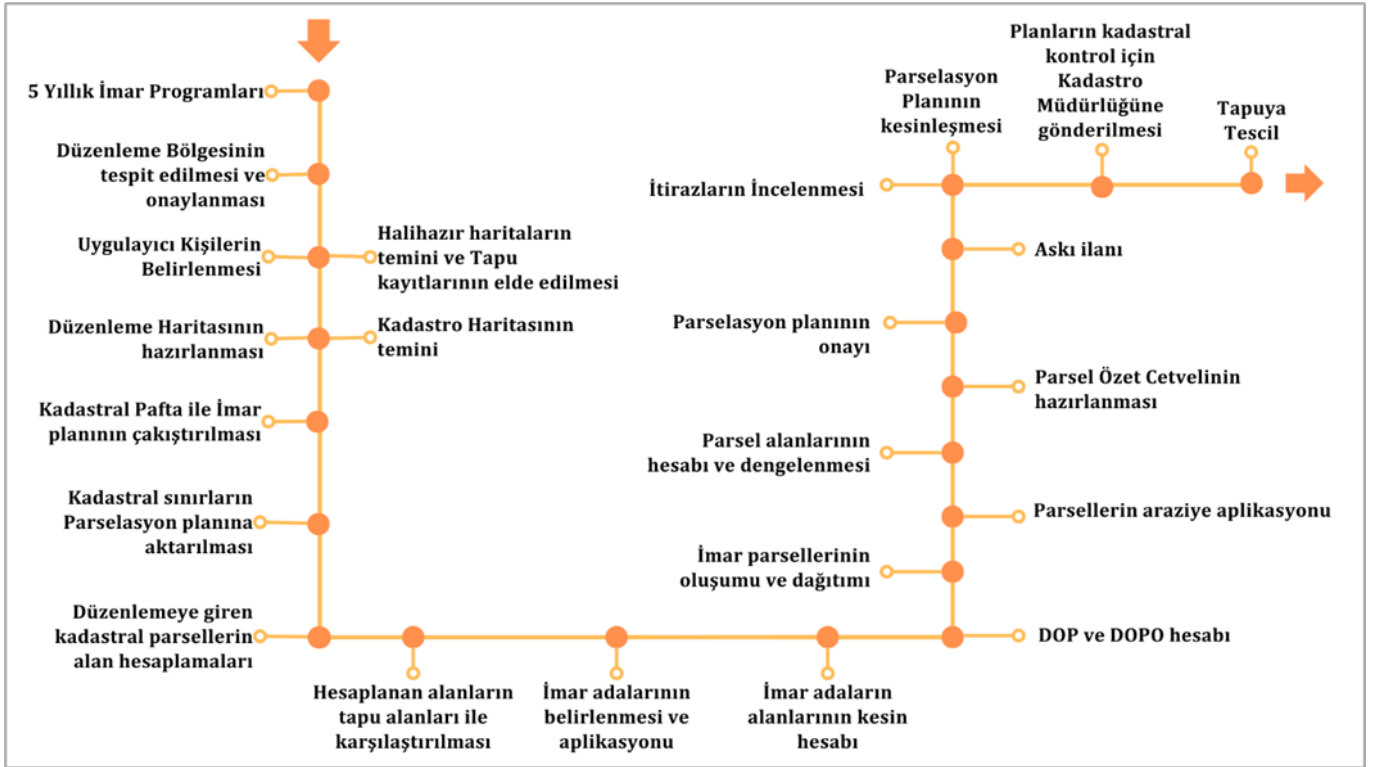 5 Yıllık İmar Programları
Düzenleme Bölgesinin
tespit edilmesi ve
onaylanması
Uygulayıcı Kişilerin
Belirlenmesi
Halihazır haritaların
temini ve Tapu
kayıtlarının elde edilmesi
Düzenleme Haritasının
hazırlanması
Kadastro Haritasının
temini
Kadastral Pafta ile İmar
planının çakıştırılması
Kadastral sınırların
Parselasyon planına
aktarılması
Düzenlemeye giren
kadastral parsellerin
alan hesaplamaları
Hesaplanan alanların
tapu alanları ile
karşılaştırılması
İmar adalarının
belirlenmesi ve
aplikasyonu
İmar adaların
alanlarının kesin
hesabı
DOP ve DOPO hesabı
İmar parsellerinin
oluşumu ve dağıtımı
Parsellerin araziye aplikasyonu
Parsel alanlarının
hesabı ve dengelenmesi
Parsel Özet Cetvelinin
hazırlanması
Parselasyon planının
onayı
Askı ilanı
İtirazların İncelenmesi
Parselasyon
Planının
kesinleşmesi
Planların kadastral
kontrol için
Kadastro
Müdürlüğüne
gönderilmesi
Tapuya
Tescil